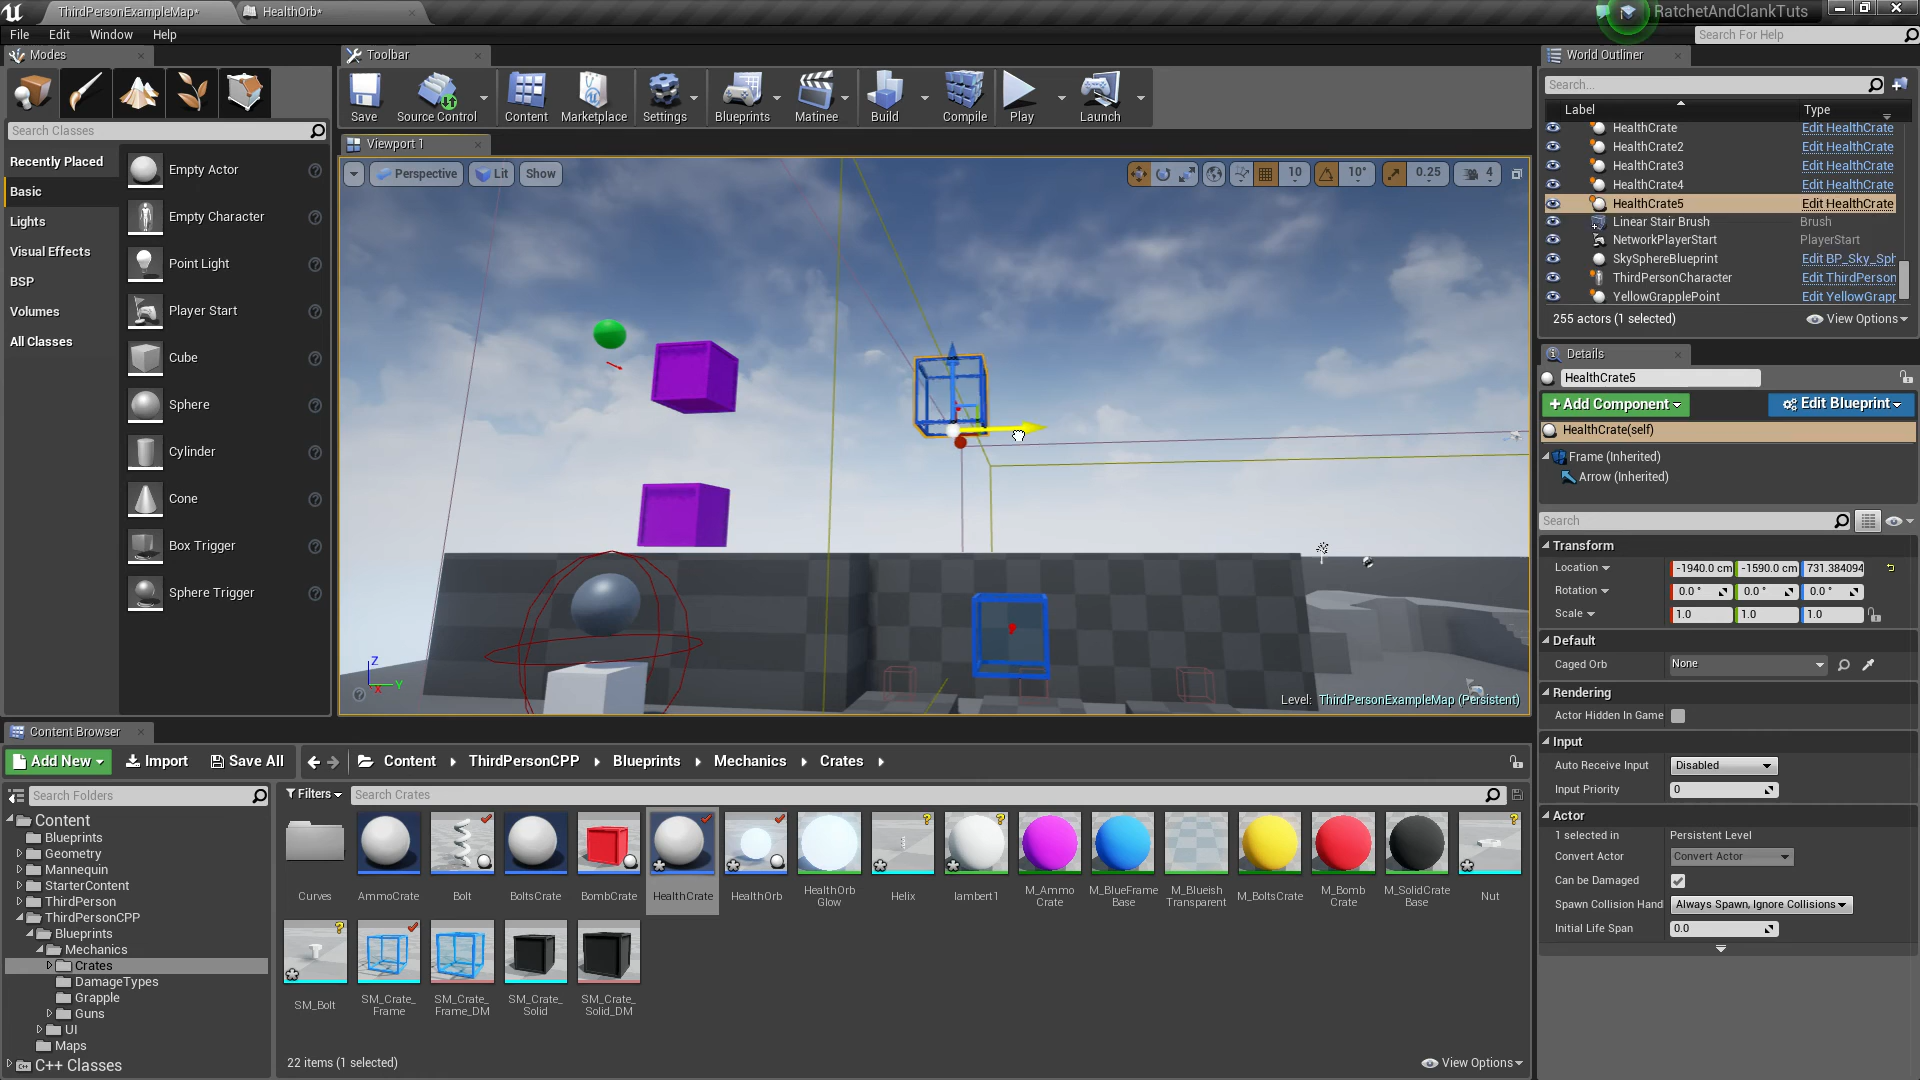 ThirdPersonExampleMap*
HealthOrb*
RatchetAndClankTuts
File
Edit
Window
Help
Search For Help
Modes
Search Classes
Recently Placed
Basic
Lights
Visual Effects
BSP
Volumes
All Classes
Empty Actor
Empty Character
Point Light
Player Start
Cube
Sphere
Cylinder
Cone
Box Trigger
Sphere Trigger
Toolbar
Save
Source Control
Content
Marketplace
Settings
Blueprints
Matinee
Build
Compile
Play
Launch
Viewport 1
Perspective
Lit
Show
10
10°
0.25
4
Z
Y
X
Level: ThirdPersonExampleMap (Persistent)
World Outliner
Search...
Label
Type
HealthCrate Edit HealthCrate
HealthCrate2 Edit HealthCrate
HealthCrate3 Edit HealthCrate
HealthCrate4 Edit HealthCrate
HealthCrate5 Edit HealthCrate
Linear Stair Brush Brush
NetworkPlayerStart PlayerStart
SkySphereBlueprint Edit BP_Sky_Sph
ThirdPersonCharacter Edit ThirdPerson
YellowGrapplePoint Edit YellowGrapp
255 actors (1 selected)
View Options
Details
HealthCrate5
+Add Component
Edit Blueprint
HealthCrate(self)
Frame (Inherited)
Arrow (Inherited)
Search
Transform
Location -1940.0 cm -1590.0 cm 731.384094
Rotation 0.0 ° 0.0 ° 0.0 °
Scale 1.0 1.0 1.0
Default
Caged Orb None
Rendering
Actor Hidden In Game
Input
Auto Receive Input Disabled
Input Priority 0
Actor
1 selected in Persistent Level
Convert Actor Convert Actor
Can be Damaged
Spawn Collision Hand Always Spawn, Ignore Collisions
Initial Life Span 0.0
Content Browser
Add New
Import
Save All
Content
ThirdPersonCPP
Blueprints
Mechanics
Crates
Search Folders
Filters
Search Crates
Content
Blueprints
Geometry
Mannequin
StarterContent
ThirdPerson
ThirdPersonCPP
Blueprints
Mechanics
Crates
DamageTypes
Grapple
Guns
UI
Maps
C++ Classes
Curves
AmmoCrate
Bolt
BoltsCrate
BombCrate
HealthCrate
HealthOrb
HealthOrb
Glow
Helix
lambert1
M_Ammo
Crate
M_BlueFrame
Base
M_Blueish
Transparent
M_BoltsCrate
M_Bomb
Crate
M_SolidCrate
Base
Nut
SM_Bolt
SM_Crate_
Frame
SM_Crate_
Frame_DM
SM_Crate_
Solid
SM_Crate_
Solid_DM
22 items (1 selected)
View Options